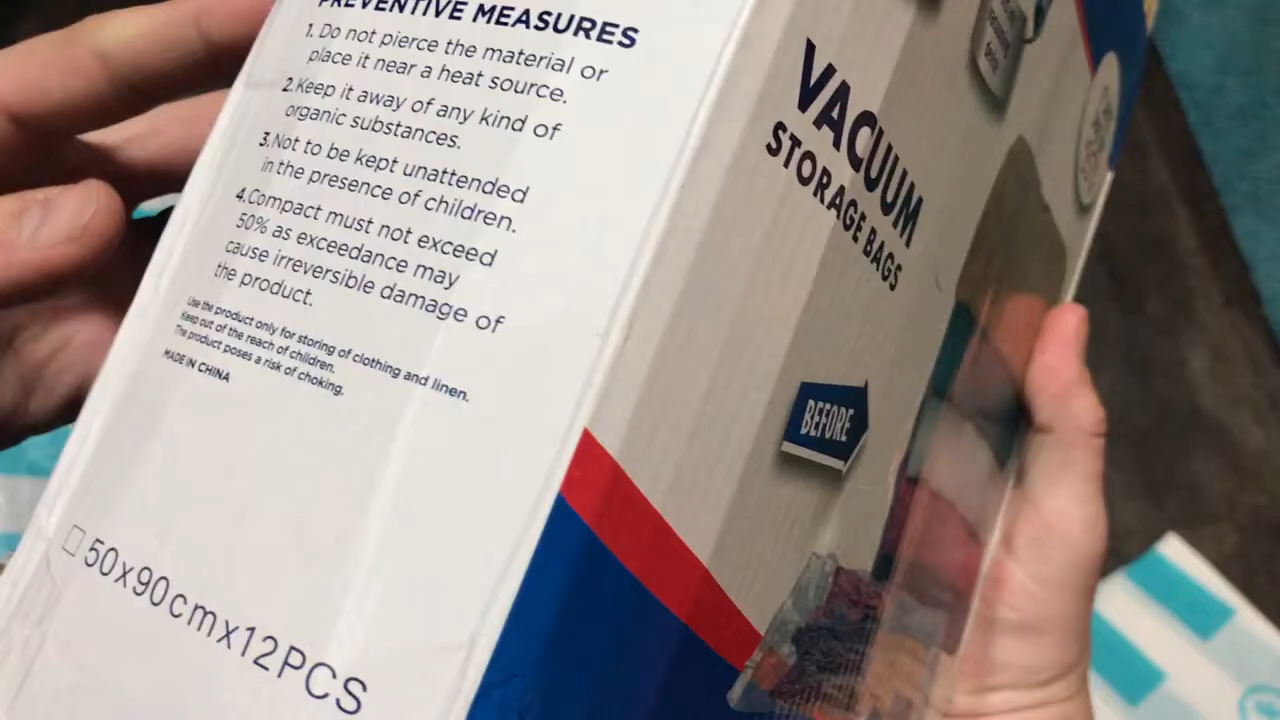 PREVENTIVE MEASURES
1. Do not pierce the material or
place it near a heat source.
2.Keep it away of any kind of
organic substances.
3.Not to be kept unattended
in the presence of children.
4.Compact must not exceed
50% as exceedance may
cause irreversible damage of
the product.
Use the product only for storing of clothing and linen.
Keep out of the reach of children.
The product poses a risk of choking.
MADE IN CHINA
50x90cmx12PCS
VACUUM
STORAGE BAGS
BEFORE